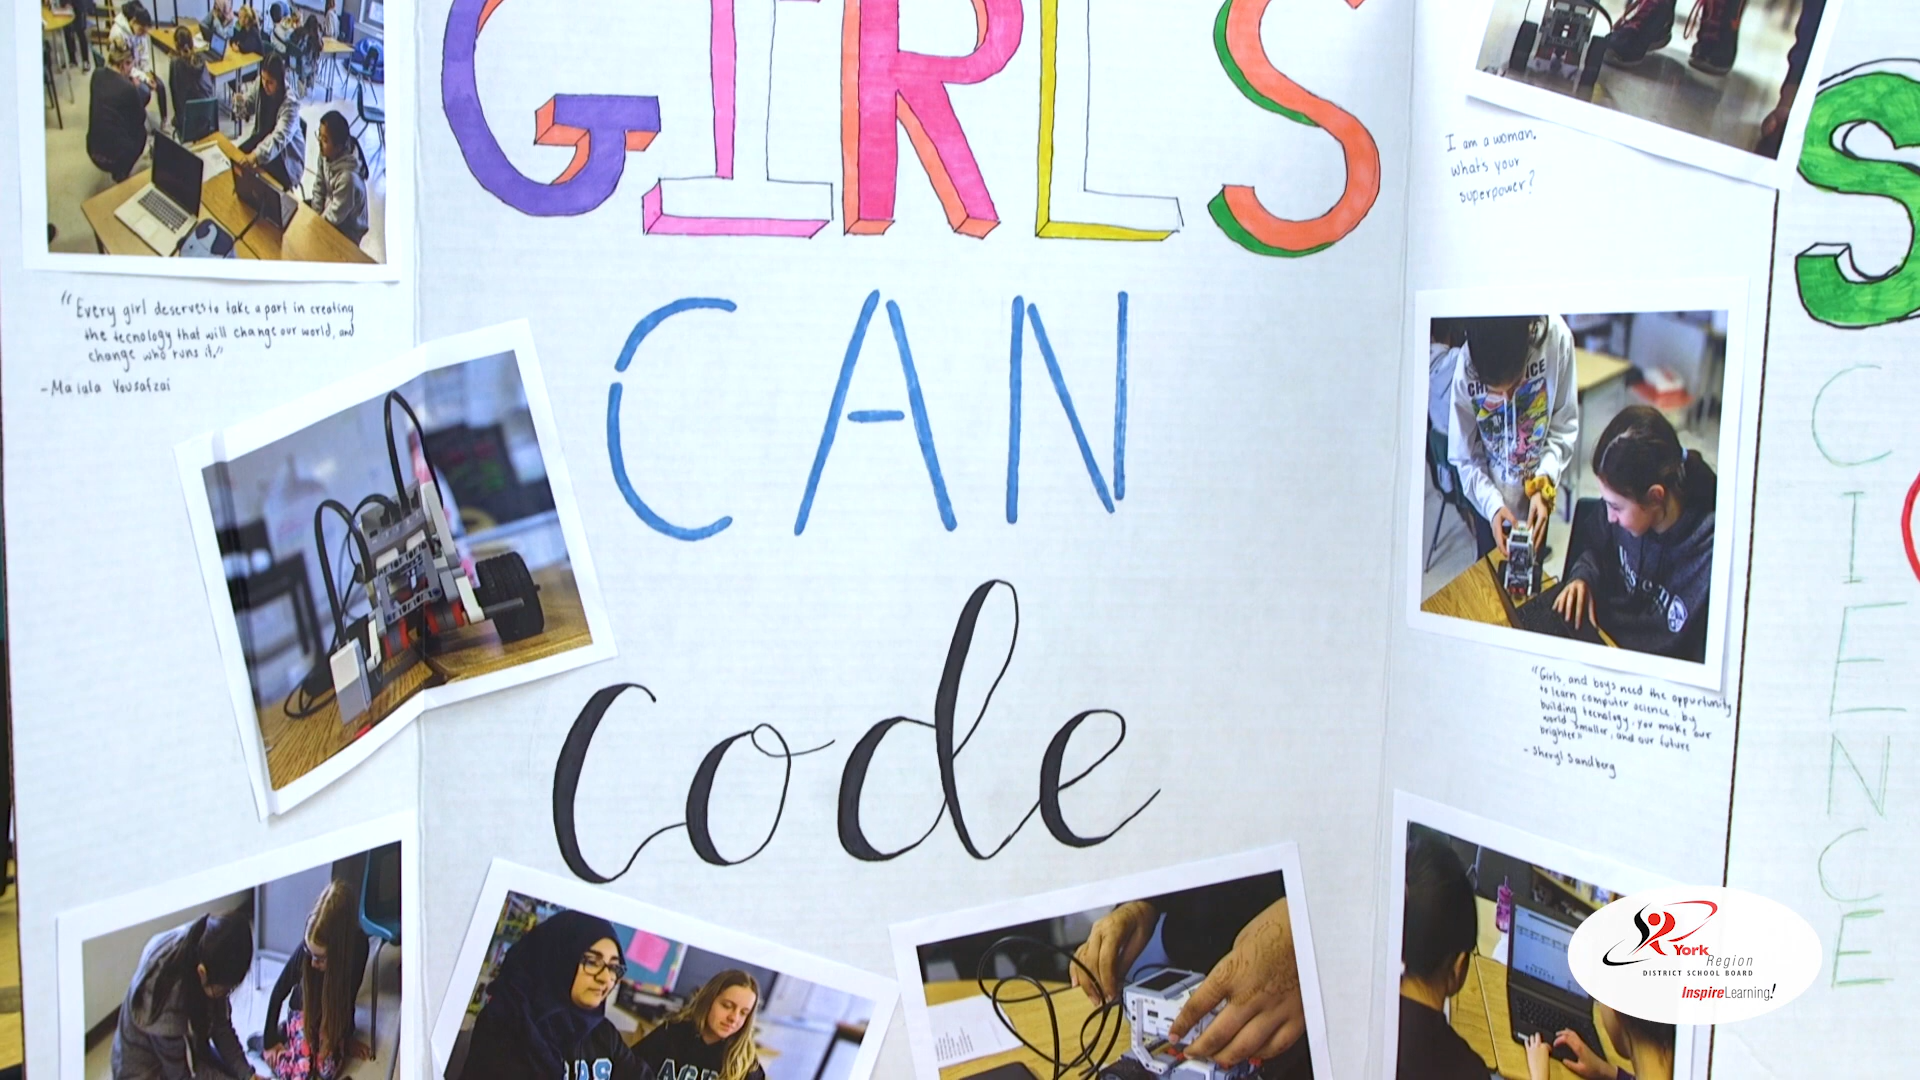 GIRLS
CAN
code
"Every girl deserves to take a part in creating
the tecnology that will change our world, and
change who runs it."
- Malala Yousafzai
I am a woman.
whats your
superpower?
"Girls, and boys need the oppurtunity
to learn computer science. by
building tecnology, you make our
world smaller, and our future
brighter"
- Sheryl Sandberg
S
C
I
E
N
C
E
York
Region
DISTRICT SCHOOL BOARD
InspireLearning!